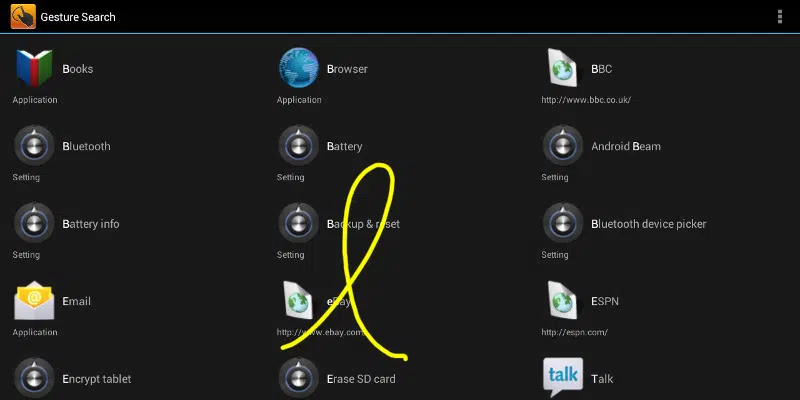 Gesture Search
Books
Browser
BBC
Application
Application
http://www.bbc.co.uk/
Bluetooth
Battery
Android Beam
Setting
Setting
Setting
Battery info
Backup & reset
Bluetooth device picker
Setting
Setting
Setting
Email
eBay
ESPN
Application
http://www.ebay.com/
http://espn.com/
Encrypt tablet
Erase SD card
Talk
talk
l